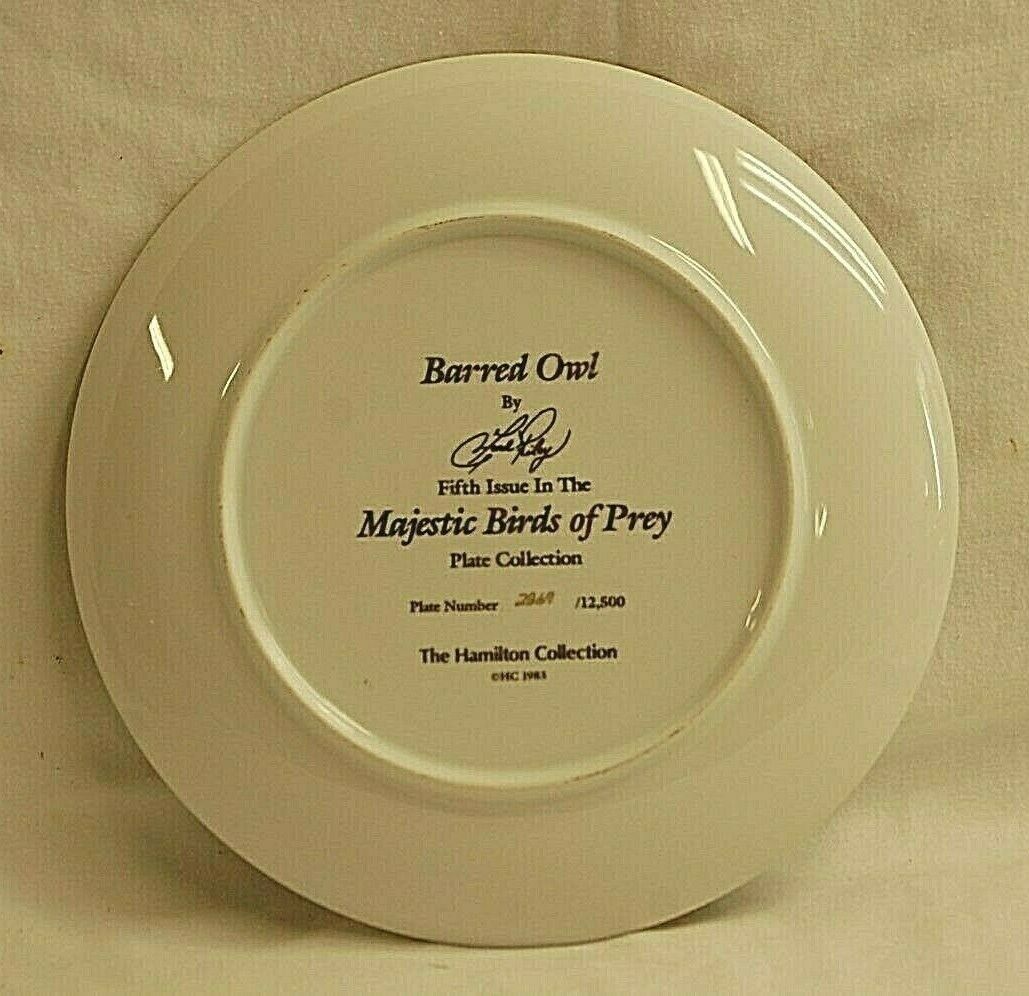 Barred Owl
By
Fifth Issue In The
Majestic Birds of Prey
Plate Collection
Plate Number 2869 /12,500
The Hamilton Collection
©HC 1983